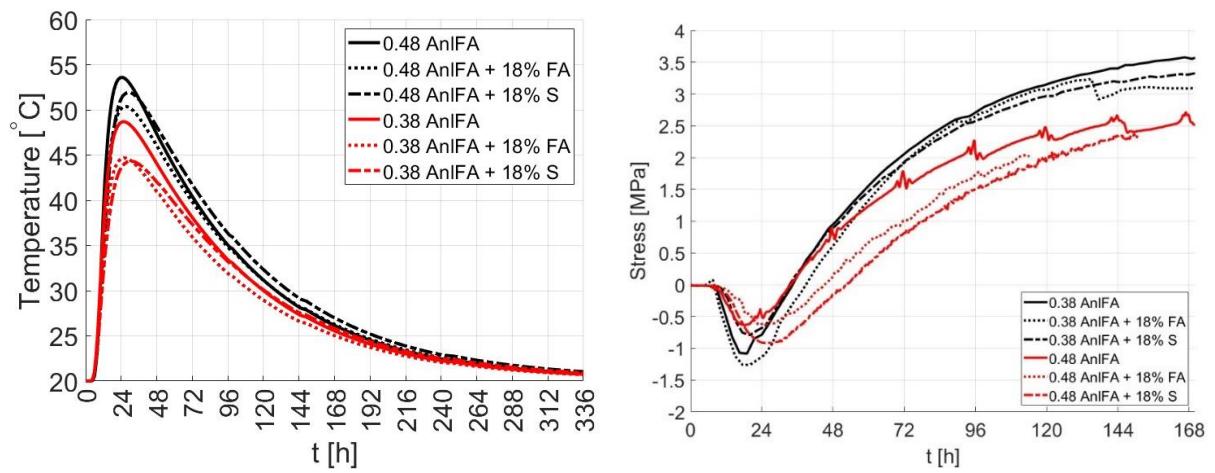 60
55
50
45
40
35
30
25
20
Temperature [°C]
0.48 AnlFA
0.48 AnlFA + 18% FA
0.48 AnlFA + 18% S
0.38 AnlFA
0.38 AnlFA + 18% FA
0.38 AnlFA + 18% S
0 24 48 72 96 120 144 168 192 216 240 264 288 312 336
t [h]
4
3.5
3
2.5
2
1.5
1
0.5
0
-0.5
-1
-1.5
-2
Stress [MPa]
0.38 AnlFA
0.38 AnlFA + 18% FA
0.38 AnlFA + 18% S
0.48 AnlFA
0.48 AnlFA + 18% FA
0.48 AnlFA + 18% S
0 24 48 72 96 120 144 168
t [h]